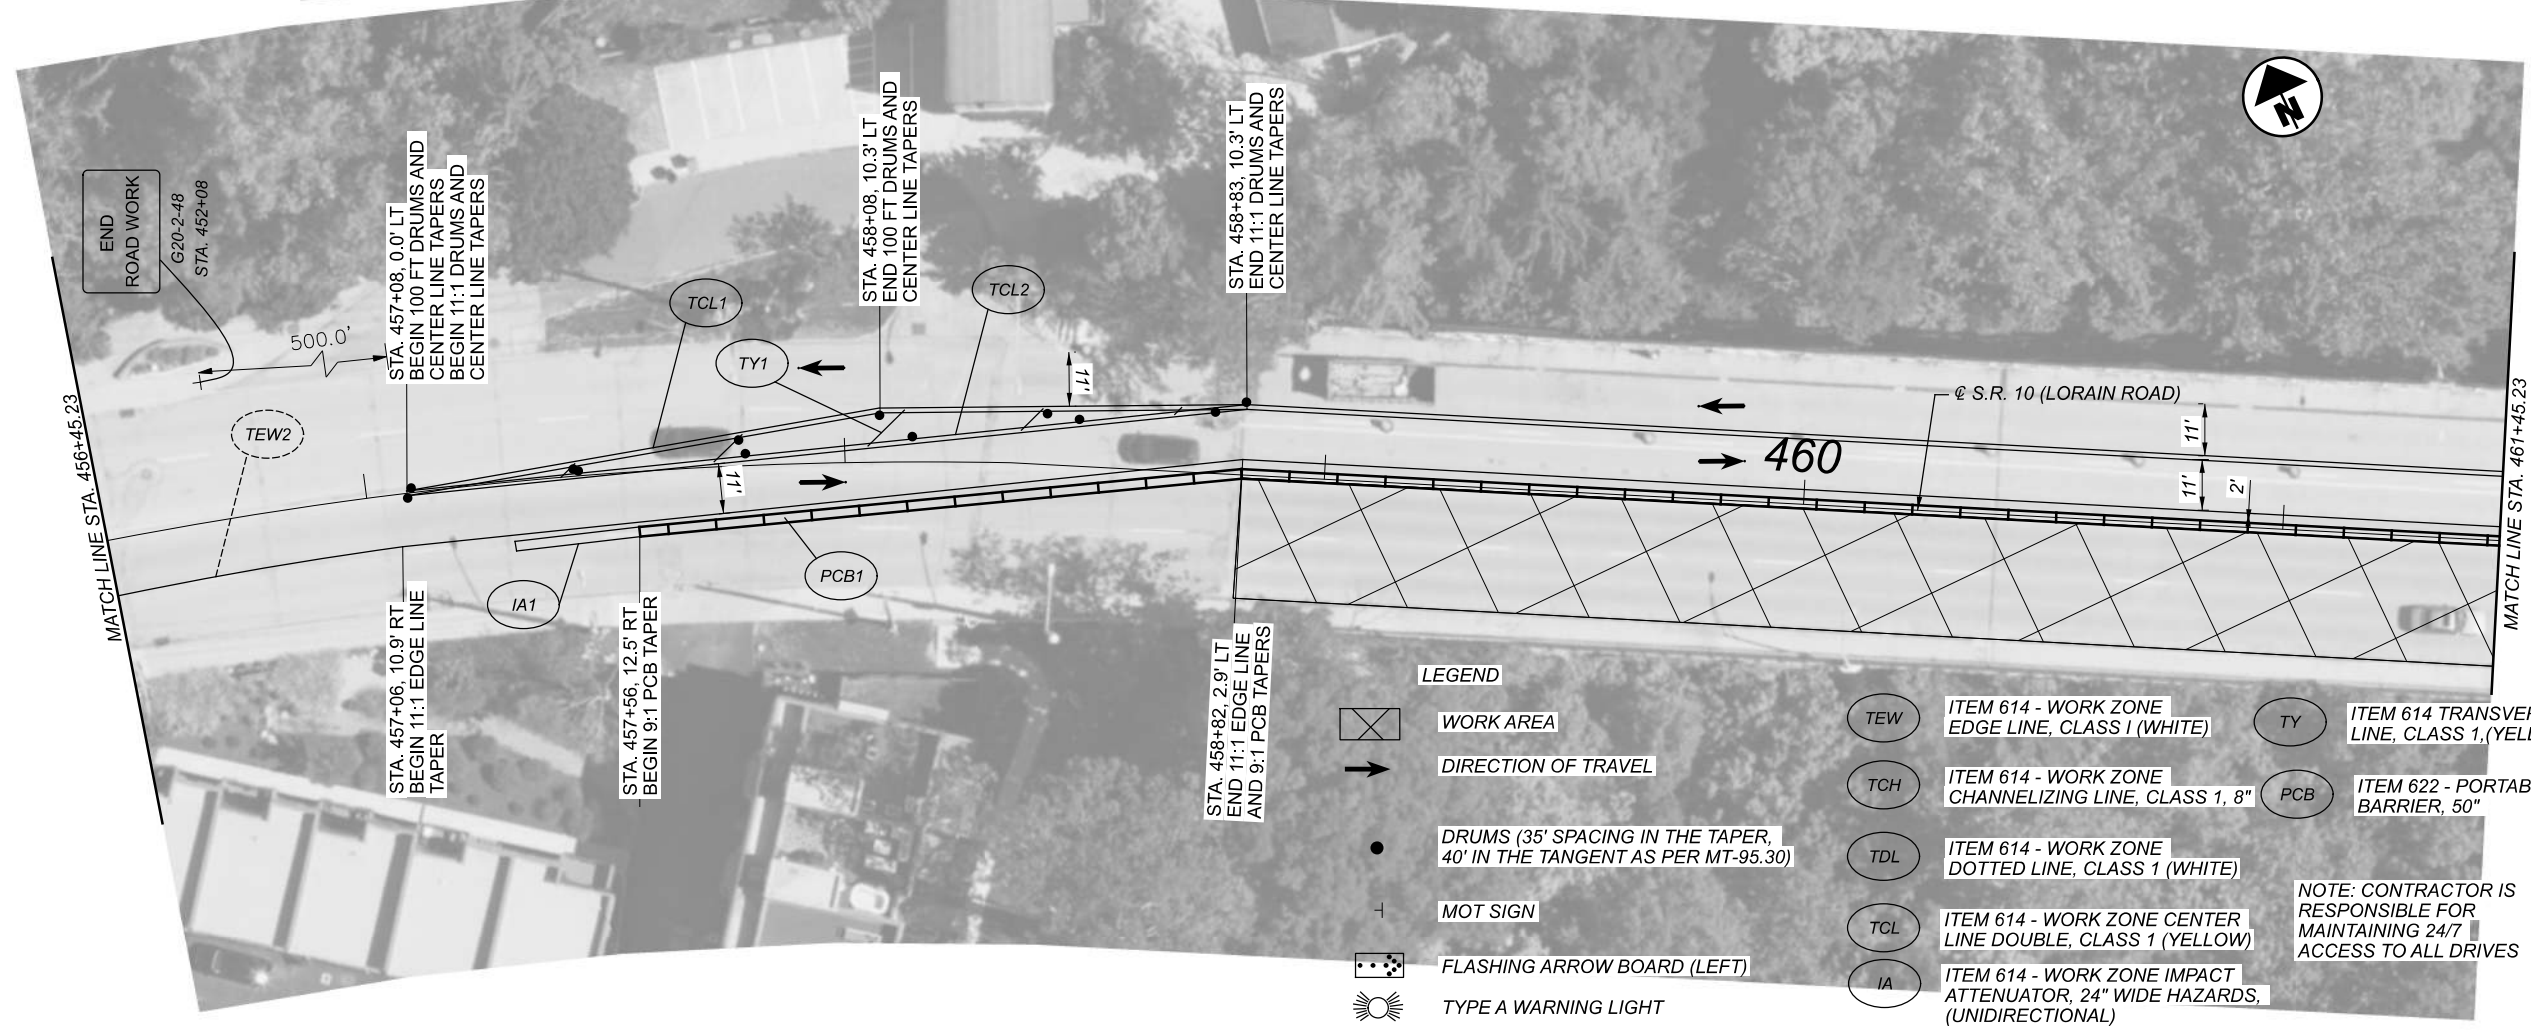 N
END
ROAD WORK
G20-2-48
STA. 452+08
500.0'
STA. 457+08, 0.0' LT
BEGIN 100 FT DRUMS AND
CENTER LINE TAPERS
BEGIN 11:1 DRUMS AND
CENTER LINE TAPERS
STA. 458+08, 10.3' LT
END 100 FT DRUMS AND
CENTER LINE TAPERS
STA. 458+83, 10.3' LT
END 11:1 DRUMS AND
CENTER LINE TAPERS
TCL1
TCL2
TY1
11'
11'
TEW2
MATCH LINE STA. 456+45.23
℄ S.R. 10 (LORAIN ROAD)
460
11'
11'
2'
MATCH LINE STA. 461+45.23
IA1
PCB1
STA. 457+06, 10.9' RT
BEGIN 11:1 EDGE LINE
TAPER
STA. 457+56, 12.5' RT
BEGIN 9:1 PCB TAPER
STA. 458+82, 2.9' LT
END 11:1 EDGE LINE
AND 9:1 PCB TAPERS
LEGEND
WORK AREA
DIRECTION OF TRAVEL
DRUMS (35' SPACING IN THE TAPER,
40' IN THE TANGENT AS PER MT-95.30)
MOT SIGN
FLASHING ARROW BOARD (LEFT)
TYPE A WARNING LIGHT
TEW
ITEM 614 - WORK ZONE
EDGE LINE, CLASS I (WHITE)
TCH
ITEM 614 - WORK ZONE
CHANNELIZING LINE, CLASS 1, 8"
TDL
ITEM 614 - WORK ZONE
DOTTED LINE, CLASS 1 (WHITE)
TCL
ITEM 614 - WORK ZONE CENTER
LINE DOUBLE, CLASS 1 (YELLOW)
IA
ITEM 614 - WORK ZONE IMPACT
ATTENUATOR, 24" WIDE HAZARDS,
(UNIDIRECTIONAL)
TY
ITEM 614
LINE, CLASS 1,
PCB
ITEM 622 -
BARRIER, 50"
NOTE: CONTRACTOR IS
RESPONSIBLE FOR
MAINTAINING 24/7
ACCESS TO ALL DRIVES